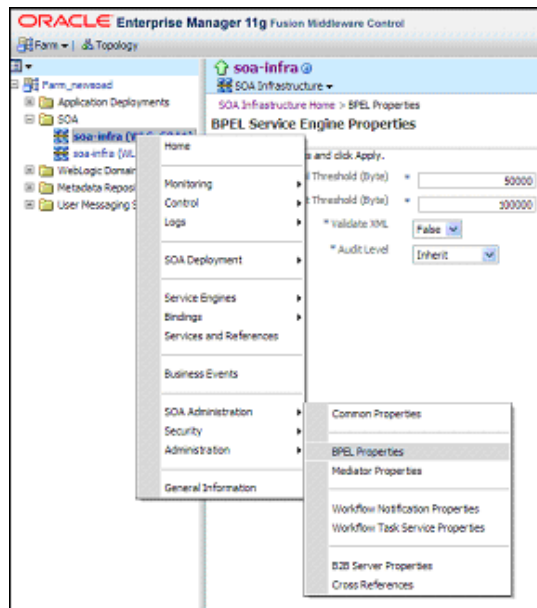 ORACLE Enterprise Manager 11g Fusion Middleware Control
Farm
Topology
Farm_newsoad
Application Deployments
SOA
soa-infra
soa-infra (WL
WebLogic Domain
Metadata Reposi
User Messaging S
soa-infra
SOA Infrastructure
SOA Infrastructure Home > BPEL Properties
BPEL Service Engine Properties
s and click Apply.
Threshold (Byte) * 50000
Threshold (Byte) * 100000
* Validate XML False
* Audit Level Inherit
Home
Monitoring
Control
Logs
SOA Deployment
Service Engines
Bindings
Services and References
Business Events
SOA Administration
Security
Administration
General Information
Common Properties
BPEL Properties
Mediator Properties
Workflow Notification Properties
Workflow Task Service Properties
B2B Server Properties
Cross References